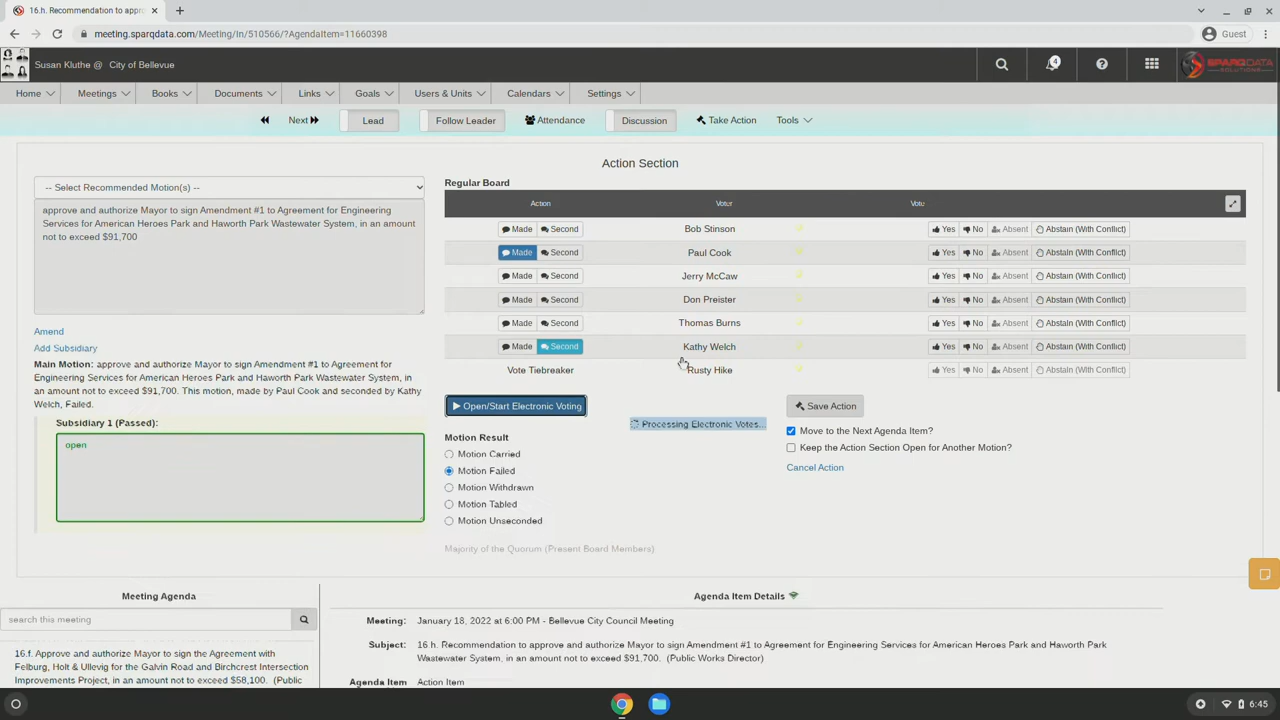 16.h. Recommendation to appr
meeting.sparqdata.com/Meeting/In/510566/?AgendaItem=11660398
Guest
Susan Kluthe @ City of Bellevue
4
SPARQDATA
SOLUTIONS
Home Meetings Books Documents Links Goals Users & Units Calendars Settings
Next Lead Follow Leader Attendance Discussion Take Action Tools
Action Section
-- Select Recommended Motion(s) --
approve and authorize Mayor to sign Amendment #1 to Agreement for Engineering
Services for American Heroes Park and Haworth Park Wastewater System, in an amount
not to exceed $91,700
Amend
Add Subsidiary
Main Motion: approve and authorize Mayor to sign Amendment #1 to Agreement for
Engineering Services for American Heroes Park and Haworth Park Wastewater System, in
an amount not to exceed $91,700. This motion, made by Paul Cook and seconded by Kathy
Welch, Failed.
Subsidiary 1 (Passed):
open
Regular Board
Action Voter Vote
Made Second Bob Stinson Yes No Absent Abstain (With Conflict)
Made Second Paul Cook Yes No Absent Abstain (With Conflict)
Made Second Jerry McCaw Yes No Absent Abstain (With Conflict)
Made Second Don Preister Yes No Absent Abstain (With Conflict)
Made Second Thomas Burns Yes No Absent Abstain (With Conflict)
Made Second Kathy Welch Yes No Absent Abstain (With Conflict)
Vote Tiebreaker Rusty Hike Yes No Absent Abstain (With Conflict)
Open/Start Electronic Voting
Processing Electronic Votes...
Save Action
Motion Result
Motion Carried
Motion Failed
Motion Withdrawn
Motion Tabled
Motion Unseconded
Move to the Next Agenda Item?
Keep the Action Section Open for Another Motion?
Cancel Action
Majority of the Quorum (Present Board Members)
Meeting Agenda
search this meeting
16.f. Approve and authorize Mayor to sign the Agreement with
Felburg, Holt & Ullevig for the Galvin Road and Birchcrest Intersection
Improvements Project, in an amount not to exceed $58,100. (Public
Agenda Item Details
Meeting: January 18, 2022 at 6:00 PM - Bellevue City Council Meeting
Subject: 16 h. Recommendation to approve and authorize Mayor to sign Amendment #1 to Agreement for Engineering Services for American Heroes Park and Haworth Park
Wastewater System, in an amount not to exceed $91,700. (Public Works Director)
Agenda Item Action Item
6:45